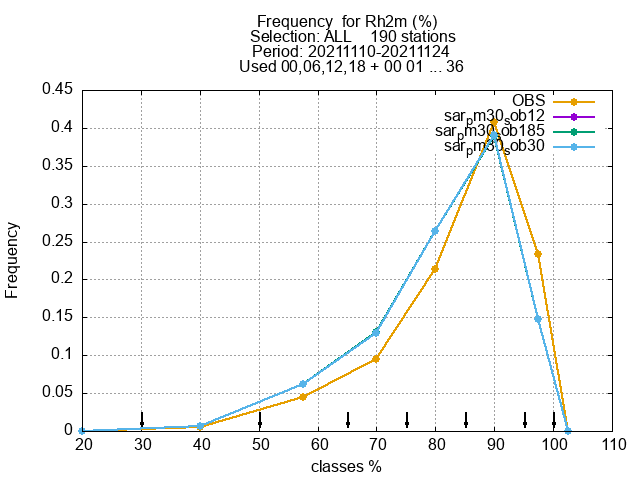 Frequency  for Rh2m (%)
Selection: ALL    190 stations
Period: 20211110-20211124
Used 00,06,12,18 + 00 01 ... 36
OBS
sar_pm30_sob12
sar_pm30_sob185
sar_pm30_sob30
0.45
0.4
0.35
0.3
0.25
0.2
0.15
0.1
0.05
0
Frequency
20 30 40 50 60 70 80 90 100 110
classes %